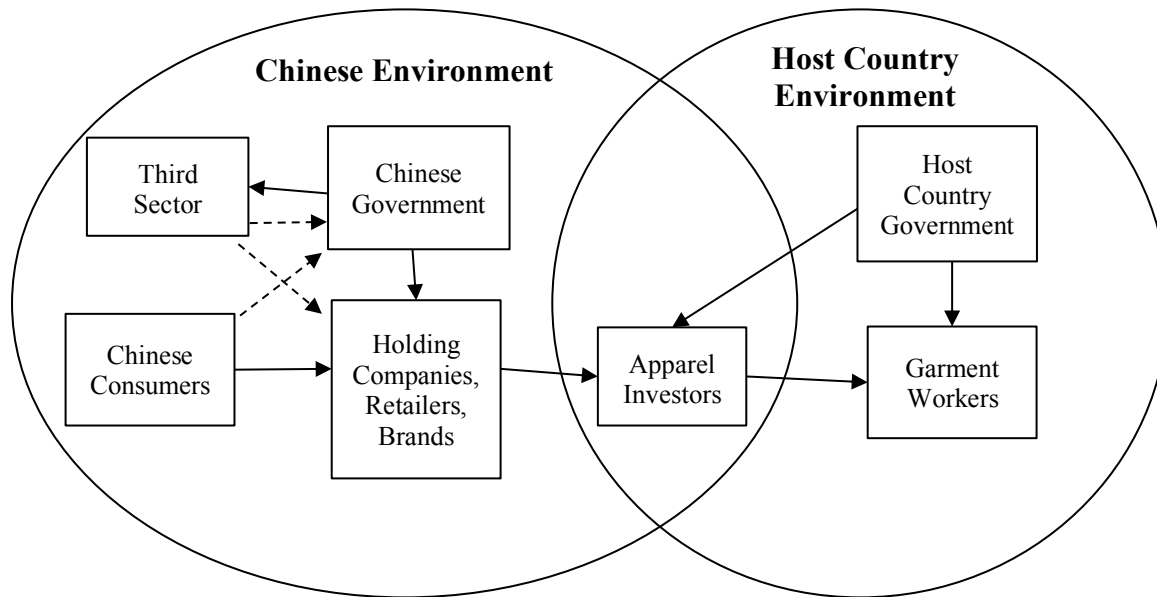 Chinese Environment
Host Country
Environment
Third
Sector
Chinese
Government
Host
Country
Government
Chinese
Consumers
Holding
Companies,
Retailers,
Brands
Apparel
Investors
Garment
Workers